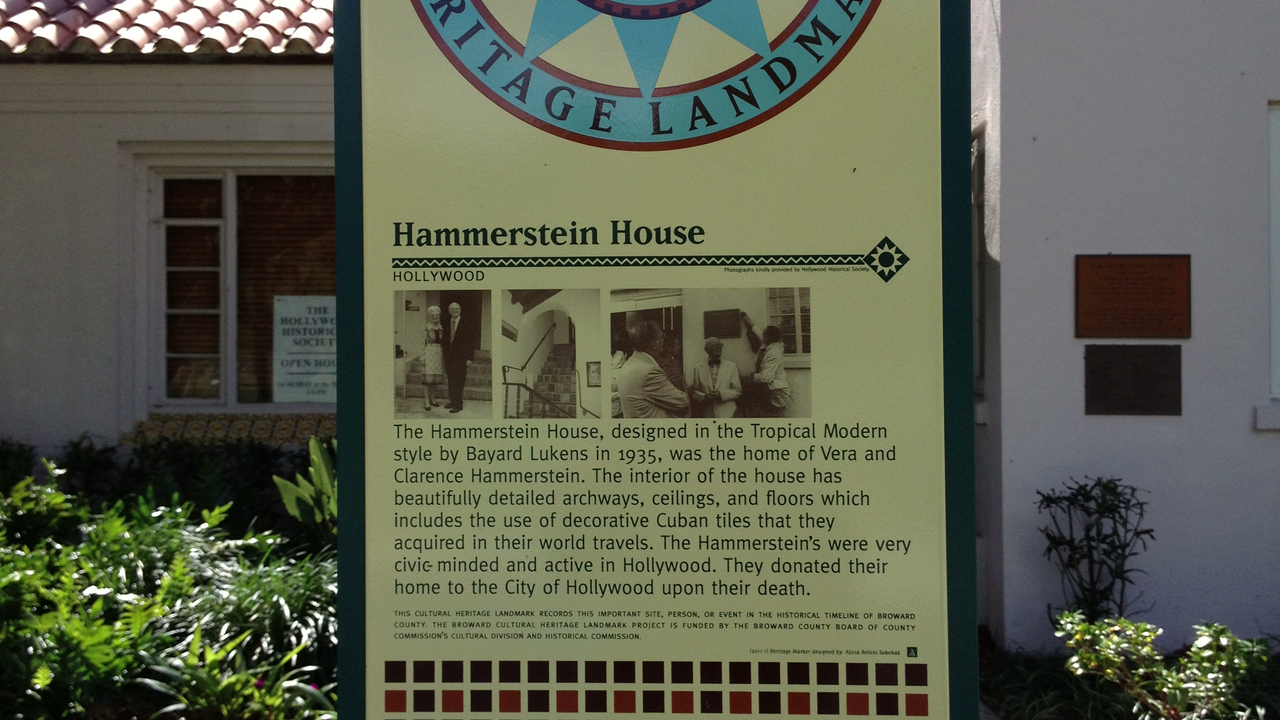 RITAGE LANDMA
Hammerstein House
HOLLYWOOD
Photographs kindly provided by Hollywood Historical Society.
The Hammerstein House, designed in the Tropical Modern
style by Bayard Lukens in 1935, was the home of Vera and
Clarence Hammerstein. The interior of the house has
beautifully detailed archways, ceilings, and floors which
includes the use of decorative Cuban tiles that they
acquired in their world travels. The Hammerstein's were very
civic-minded and active in Hollywood. They donated their
home to the City of Hollywood upon their death.
THIS CULTURAL HERITAGE LANDMARK RECORDS THIS IMPORTANT SITE, PERSON, OR EVENT IN THE HISTORICAL TIMELINE OF BROWARD
COUNTY. THE BROWARD CULTURAL HERITAGE LANDMARK PROJECT IS FUNDED BY THE BROWARD COUNTY BOARD OF COUNTY
COMMISSION'S CULTURAL DIVISION AND HISTORICAL COMMISSION.
Heritage Marker designed by
THE
HOLLYWO
HISTORIC
SOCIET
OPEN HOU